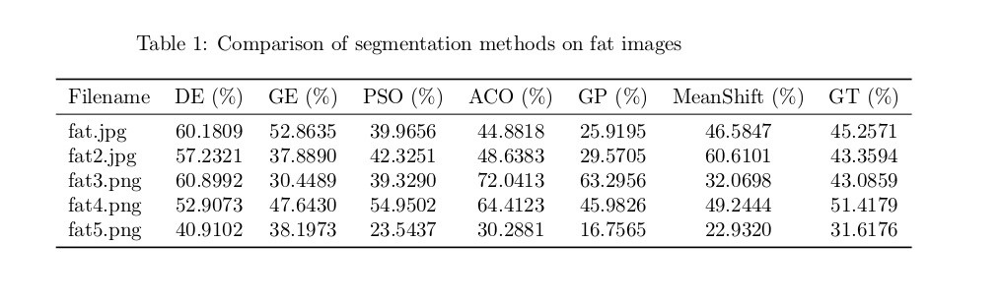 Table 1: Comparison of segmentation methods on fat images
Filename DE (%) GE (%) PSO (%) ACO (%) GP (%) MeanShift (%) GT (%)
fat.jpg 60.1809 52.8635 39.9656 44.8818 25.9195 46.5847 45.2571
fat2.jpg 57.2321 37.8890 42.3251 48.6383 29.5705 60.6101 43.3594
fat3.png 60.8992 30.4489 39.3290 72.0413 63.2956 32.0698 43.0859
fat4.png 52.9073 47.6430 54.9502 64.4123 45.9826 49.2444 51.4179
fat5.png 40.9102 38.1973 23.5437 30.2881 16.7565 22.9320 31.6176